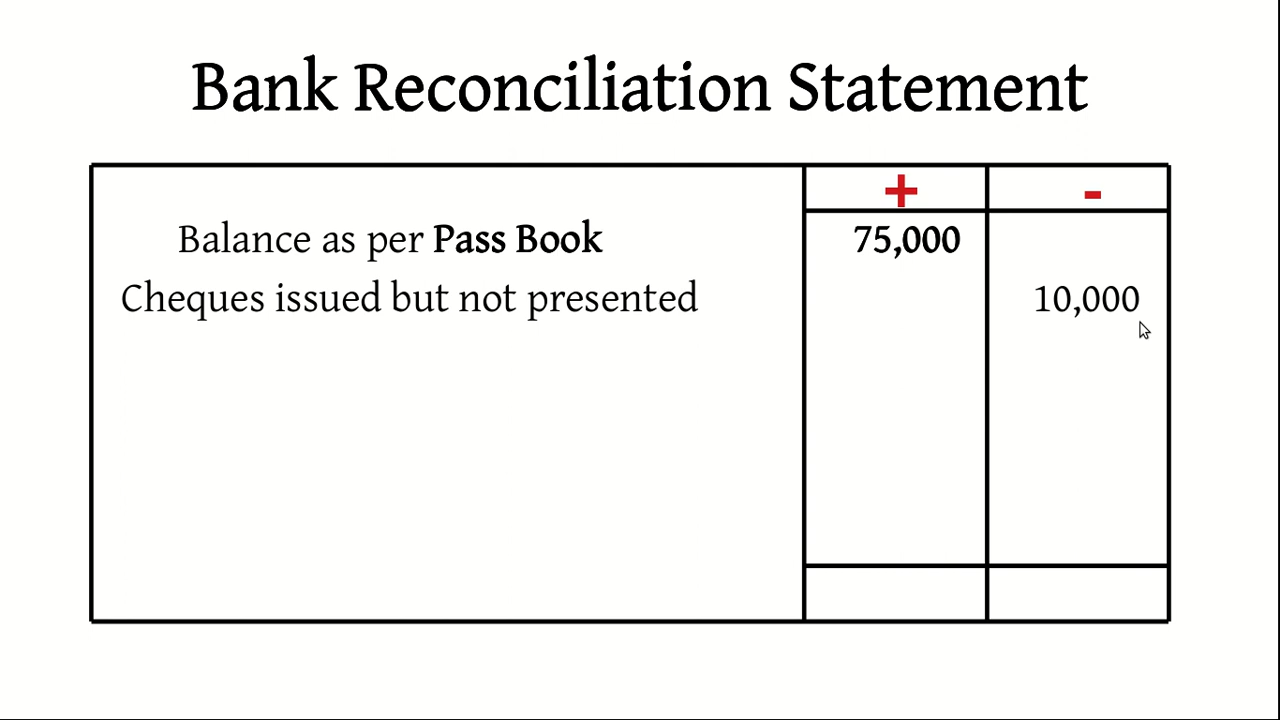 Bank Reconciliation Statement
+ -
Balance as per Pass Book 75,000
Cheques issued but not presented 10,000